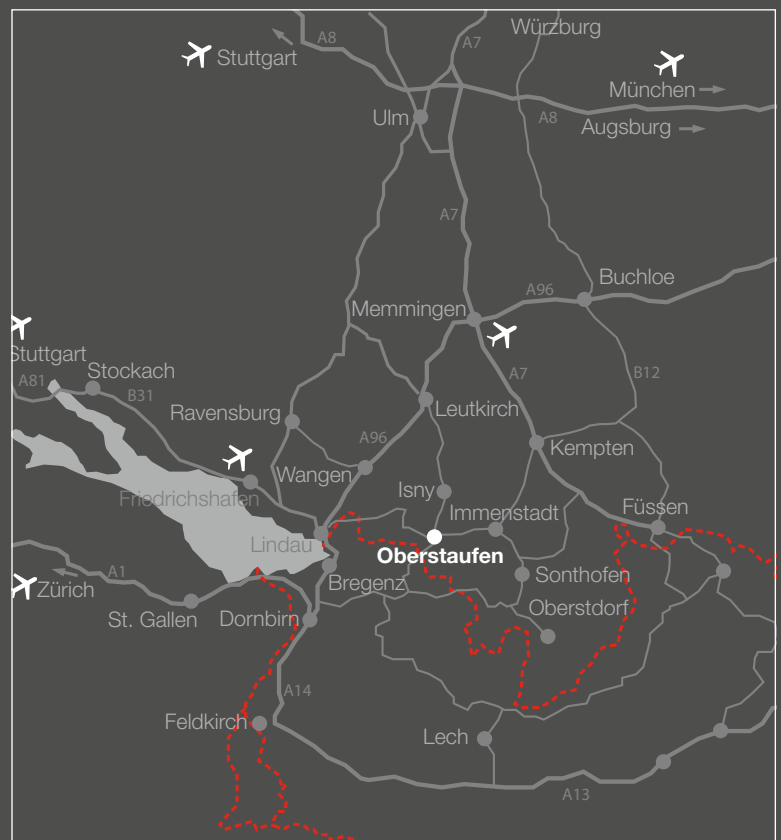 Würzburg
A8
A7
Stuttgart
München
Ulm
A8
Augsburg
A7
Buchloe
A96
Memmingen
Stuttgart
Stockach
A81
B31
A7
B12
Ravensburg
Leutkirch
A96
Kempten
Wangen
Isny
Friedrichshafen
Immenstadt
Füssen
Lindau
Oberstaufen
A1
Bregenz
Sonthofen
Zürich
St. Gallen
Dornbirn
Oberstdorf
A14
Feldkirch
Lech
A13